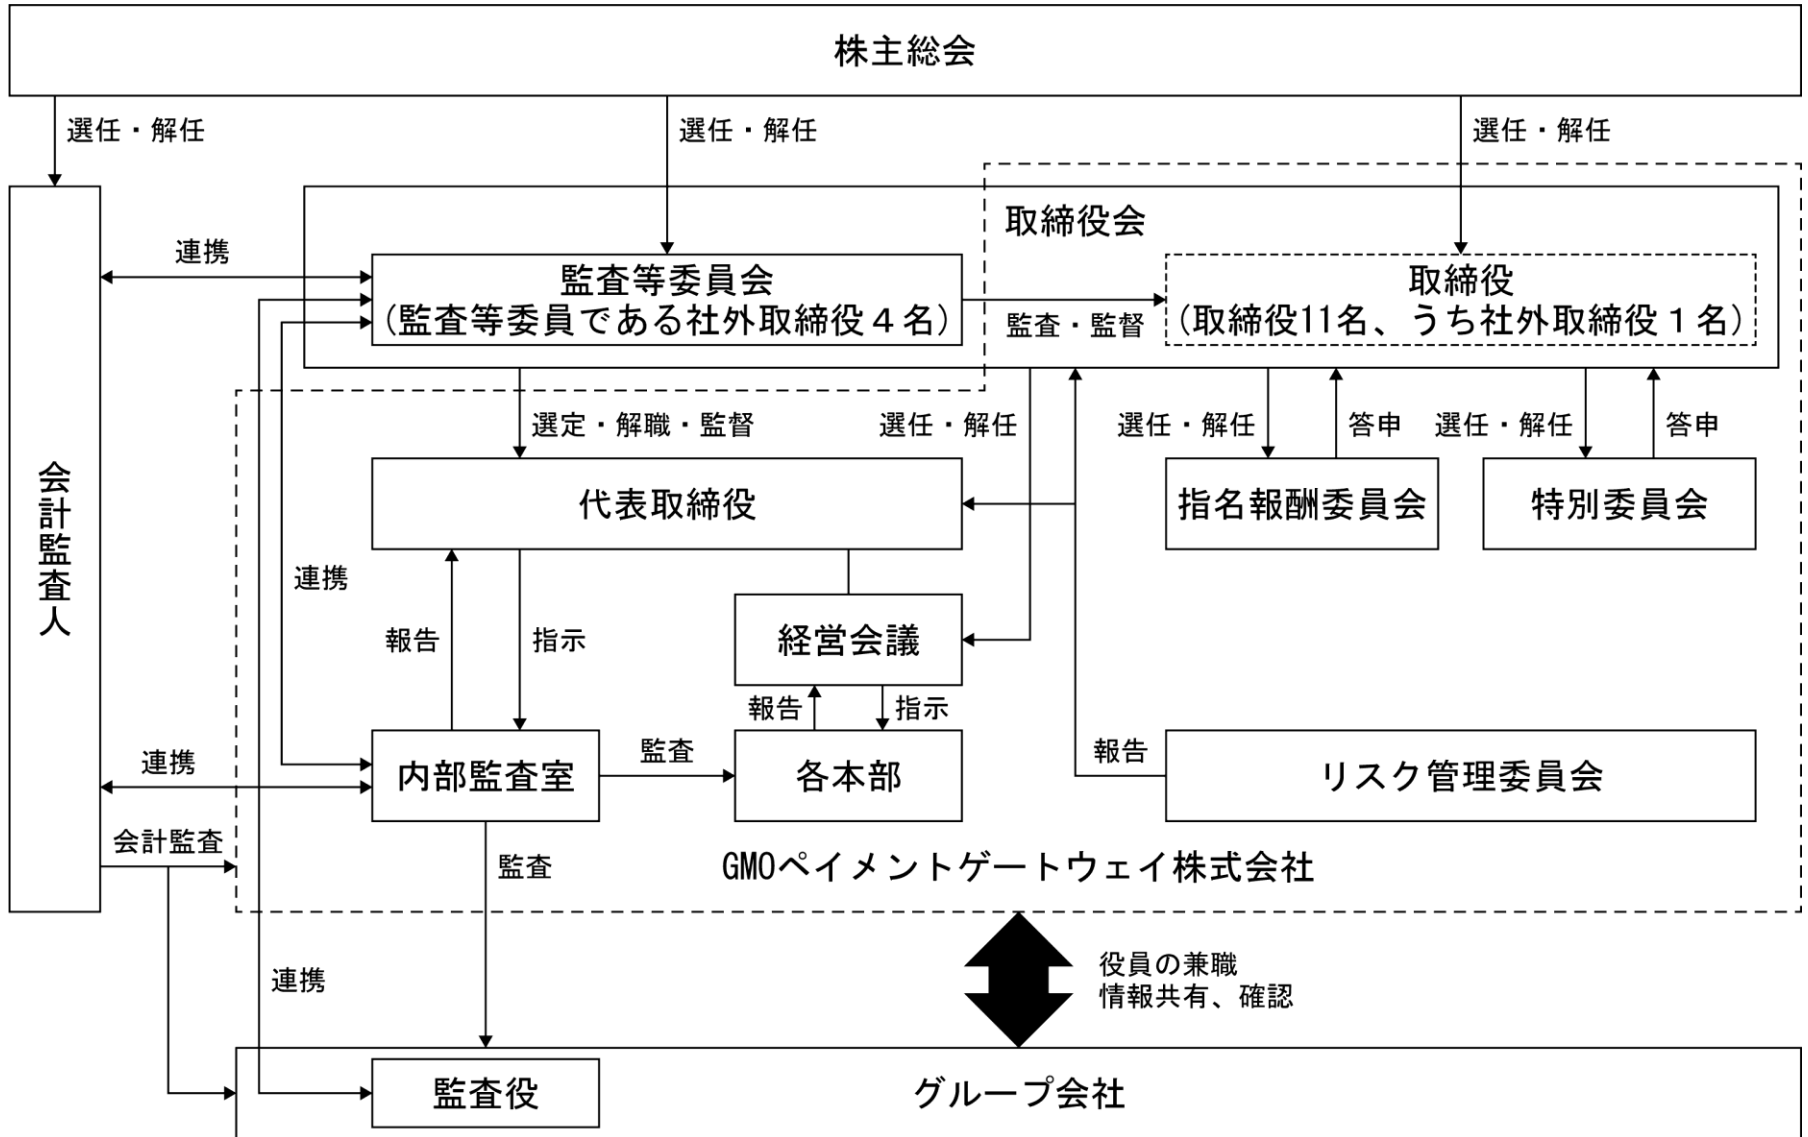 株主総会
選任・解任
選任・解任
選任・解任
取締役会
連携
監査等委員会
(監査等委員である社外取締役４名)
監査・監督
取締役
(取締役11名、うち社外取締役１名)
選定・解職・監督
選任・解任
選任・解任
答申
選任・解任
答申
会計監査人
代表取締役
指名報酬委員会
特別委員会
連携
報告
指示
経営会議
報告
指示
連携
内部監査室
監査
各本部
報告
リスク管理委員会
会計監査
監査
GMOペイメントゲートウェイ株式会社
連携
役員の兼職
情報共有、確認
監査役
グループ会社